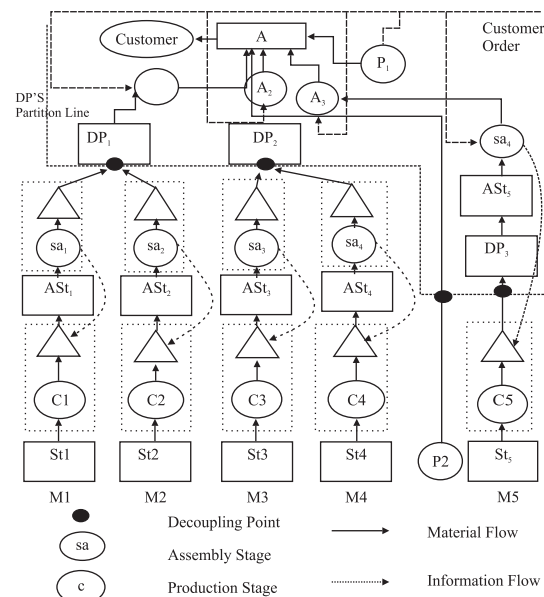 Customer
A
P1
Customer
Order
A2
A3
DP'S
Partition Line
DP1
DP2
sa4
ASt5
DP3
sa1
sa2
sa3
sa4
ASt1
ASt2
ASt3
ASt4
C1
C2
C3
C4
C5
St1
St2
St3
St4
P2
St5
M1
M2
M3
M4
M5
Decoupling Point
sa
Assembly Stage
c
Production Stage
Material Flow
Information Flow